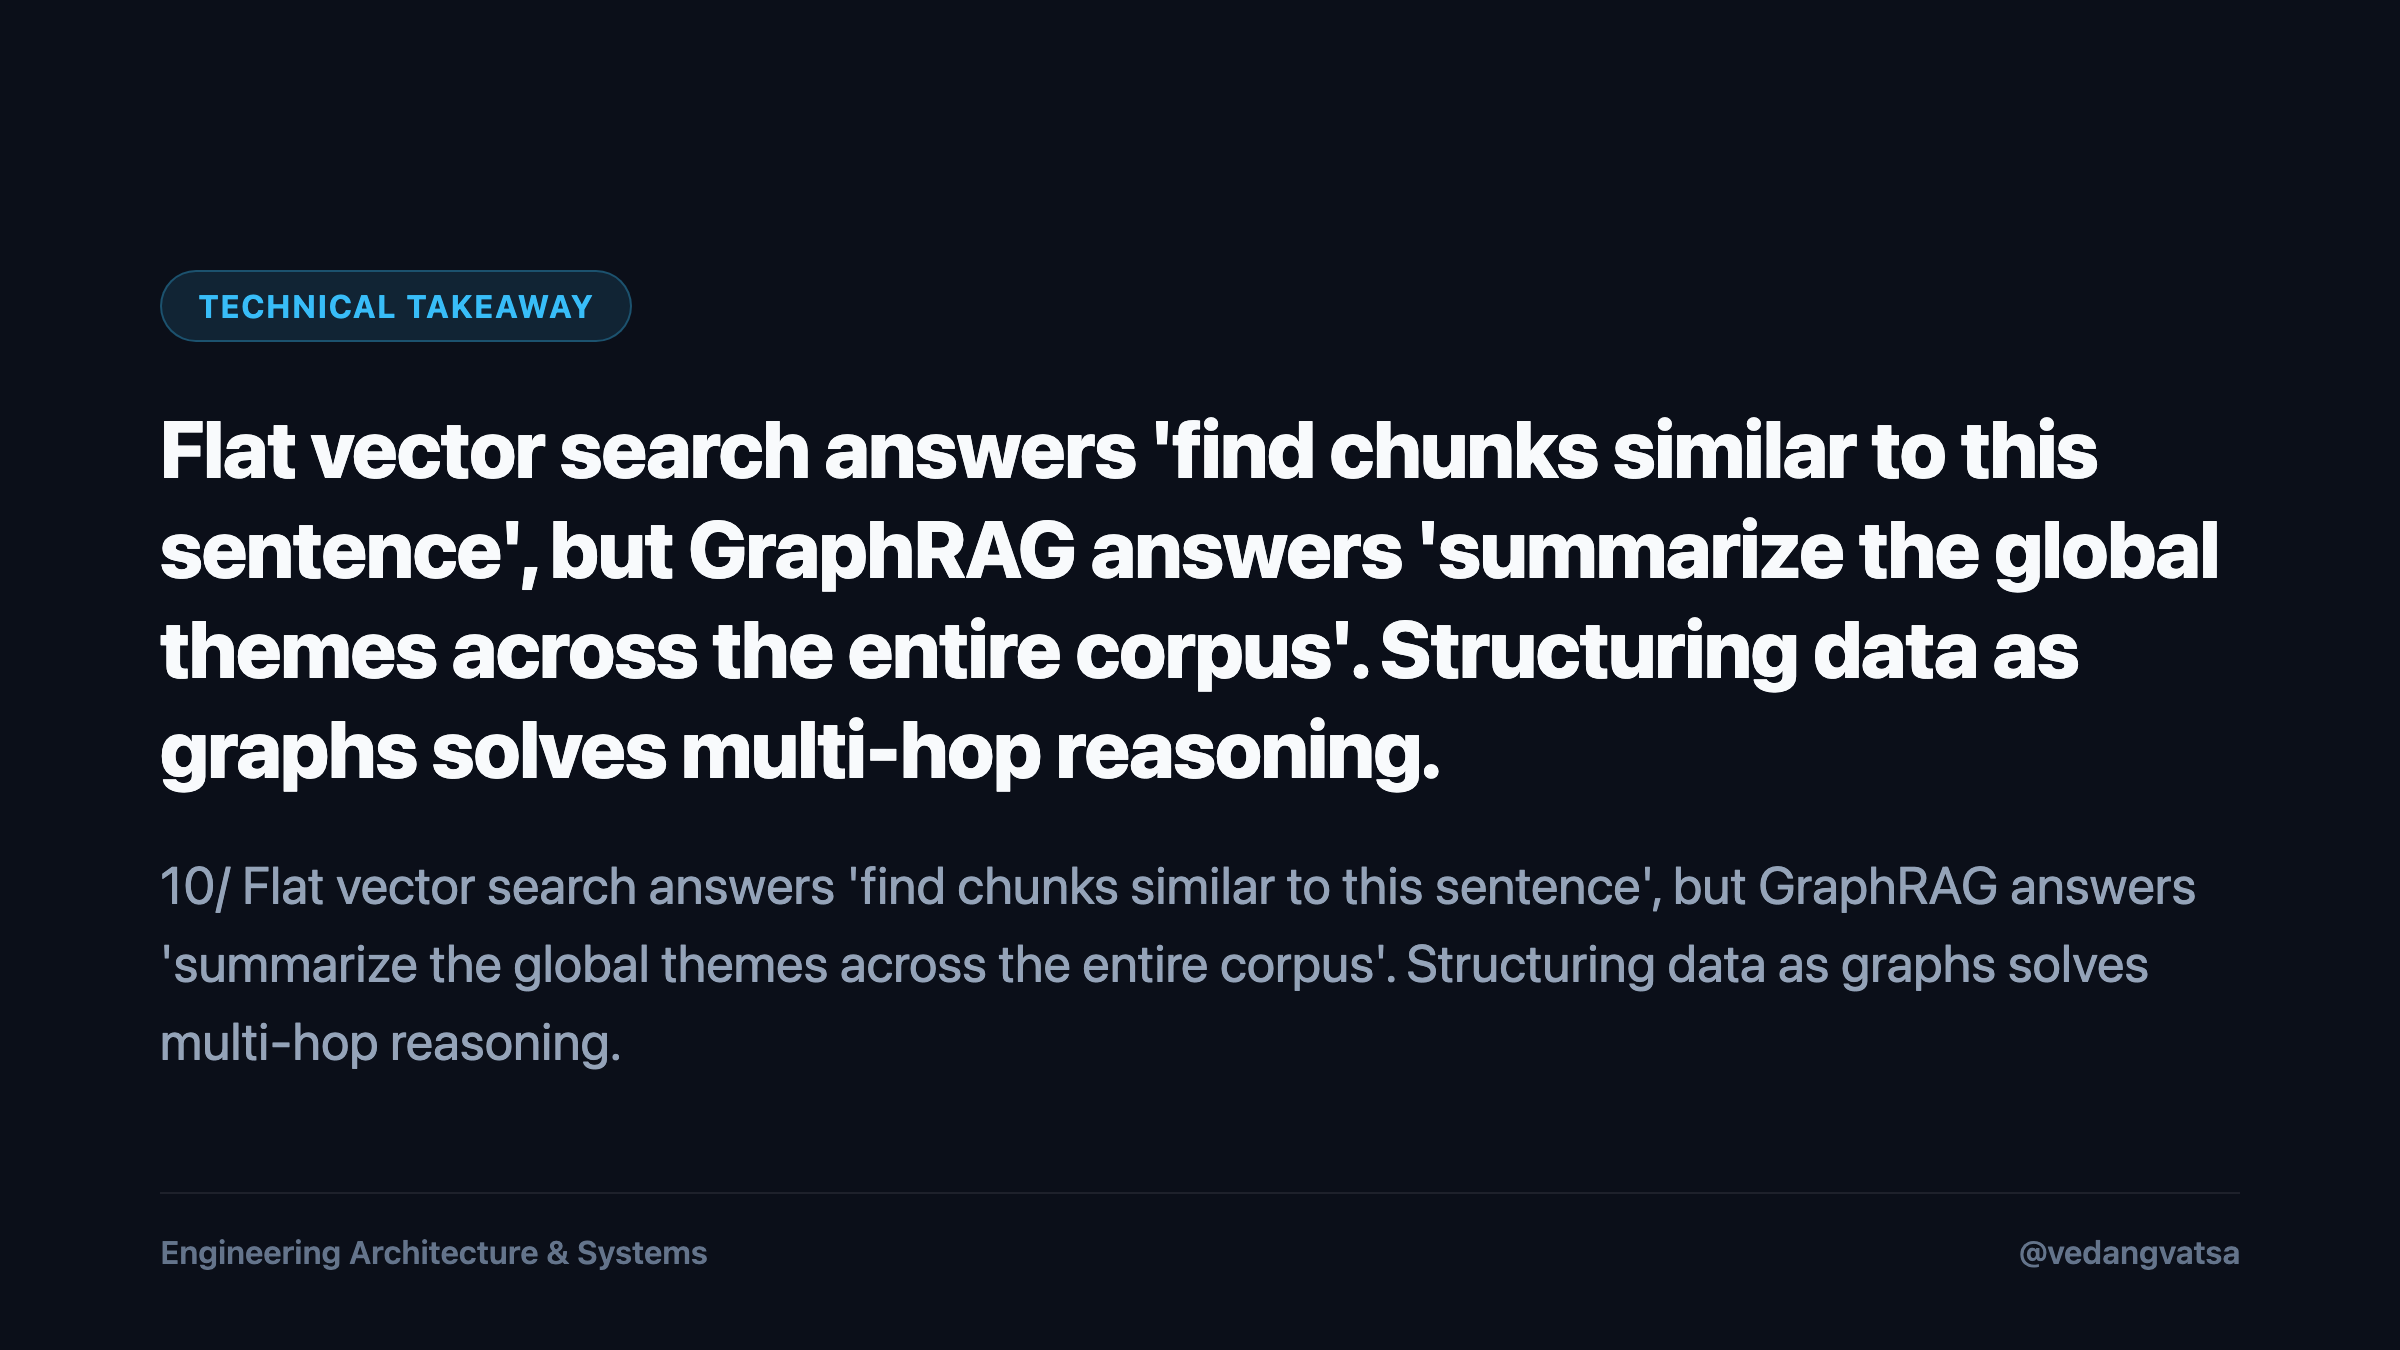 TECHNICAL TAKEAWAY
Flat vector search answers 'find chunks similar to this
sentence', but GraphRAG answers 'summarize the global
themes across the entire corpus'. Structuring data as
graphs solves multi-hop reasoning.
10/ Flat vector search answers 'find chunks similar to this sentence', but GraphRAG answers
'summarize the global themes across the entire corpus'. Structuring data as graphs solves
multi-hop reasoning.
Engineering Architecture & Systems
@vedangvatsa